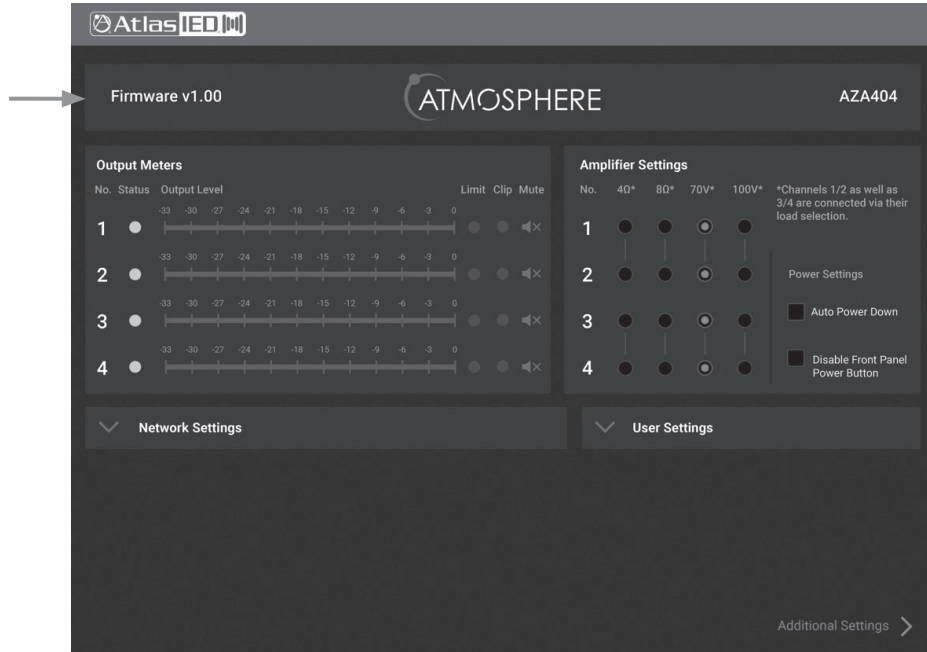 Atlas IED
Firmware v1.00
ATMOSPHERE
AZA404
Output Meters
No. Status Output Level Limit Clip Mute
-33 -30 -27 -24 -21 -18 -15 -12 -9 -6 -3 0
1
-33 -30 -27 -24 -21 -18 -15 -12 -9 -6 -3 0
2
-33 -30 -27 -24 -21 -18 -15 -12 -9 -6 -3 0
3
-33 -30 -27 -24 -21 -18 -15 -12 -9 -6 -3 0
4
Amplifier Settings
No. 4Ω* 8Ω* 70V* 100V*
1
2
3
4
*Channels 1/2 as well as
3/4 are connected via their
load selection.
Power Settings
Auto Power Down
Disable Front Panel
Power Button
Network Settings
User Settings
Additional Settings